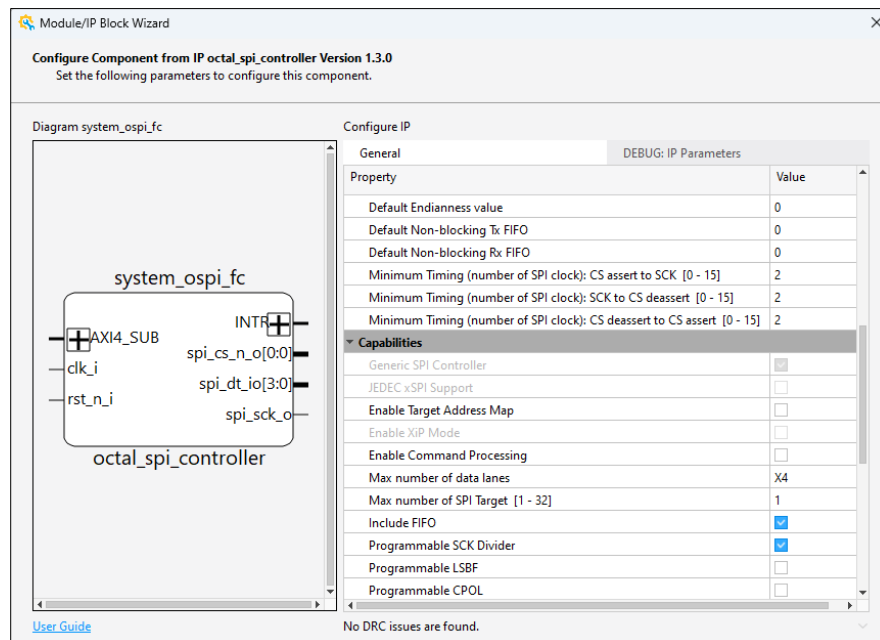 Module/IP Block Wizard
Configure Component from IP octal_spi_controller Version 1.3.0
Set the following parameters to configure this component.
Diagram system_ospi_fc
Configure IP
General
DEBUG: IP Parameters
Property
Value
Default Endianness value
0
Default Non-blocking Tx FIFO
0
Default Non-blocking Rx FIFO
0
Minimum Timing (number of SPI clock): CS assert to SCK [0 - 15]
2
Minimum Timing (number of SPI clock): SCK to CS deassert [0 - 15]
2
Minimum Timing (number of SPI clock): CS deassert to CS assert [0 - 15]
2
Capabilities
Generic SPI Controller
JEDEC xSPI Support
Enable Target Address Map
Enable XiP Mode
Enable Command Processing
Max number of data lanes
X4
Max number of SPI Target [1 - 32]
1
Include FIFO
Programmable SCK Divider
Programmable LSBF
Programmable CPOL
system_ospi_fc
AXI4_SUB
clk_i
rst_n_i
INTR
spi_cs_n_o[0:0]
spi_dt_io[3:0]
spi_sck_o
octal_spi_controller
User Guide
No DRC issues are found.